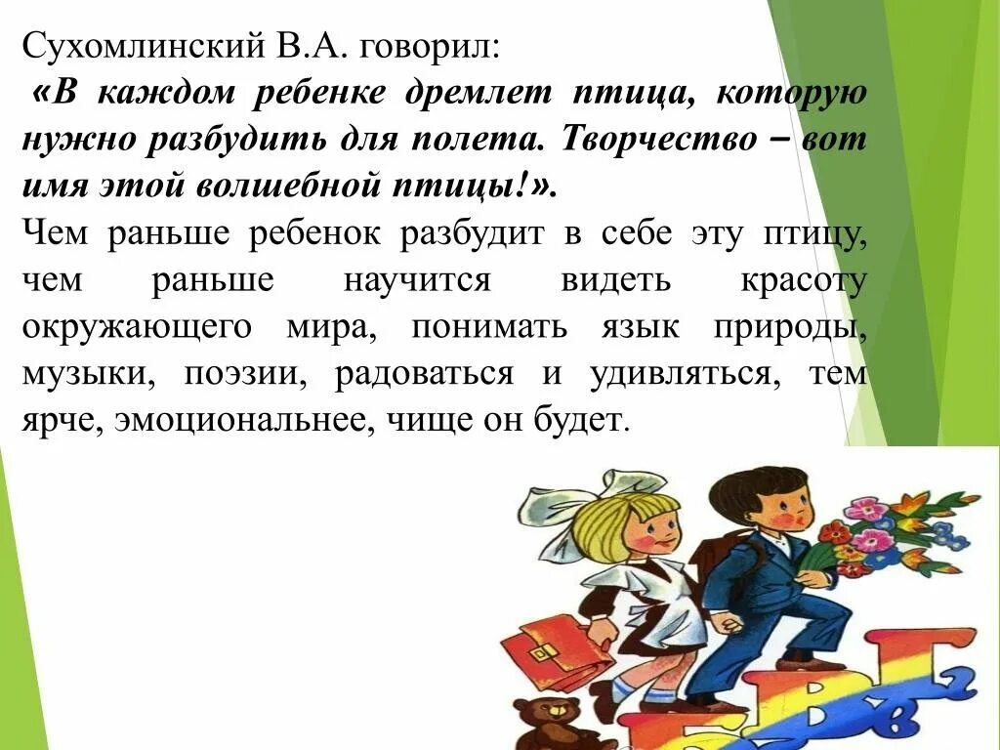 Сухомлинский В.А. говорил:
«В каждом ребенке дремлет птица, которую
нужно разбудить для полета. Творчество – вот
имя этой волшебной птицы!».
Чем раньше ребенок разбудит в себе эту птицу,
чем раньше научится видеть красоту
окружающего мира, понимать язык природы,
музыки, поэзии, радоваться и удивляться, тем
ярче, эмоциональнее, чище он будет.
Б В Г
в г